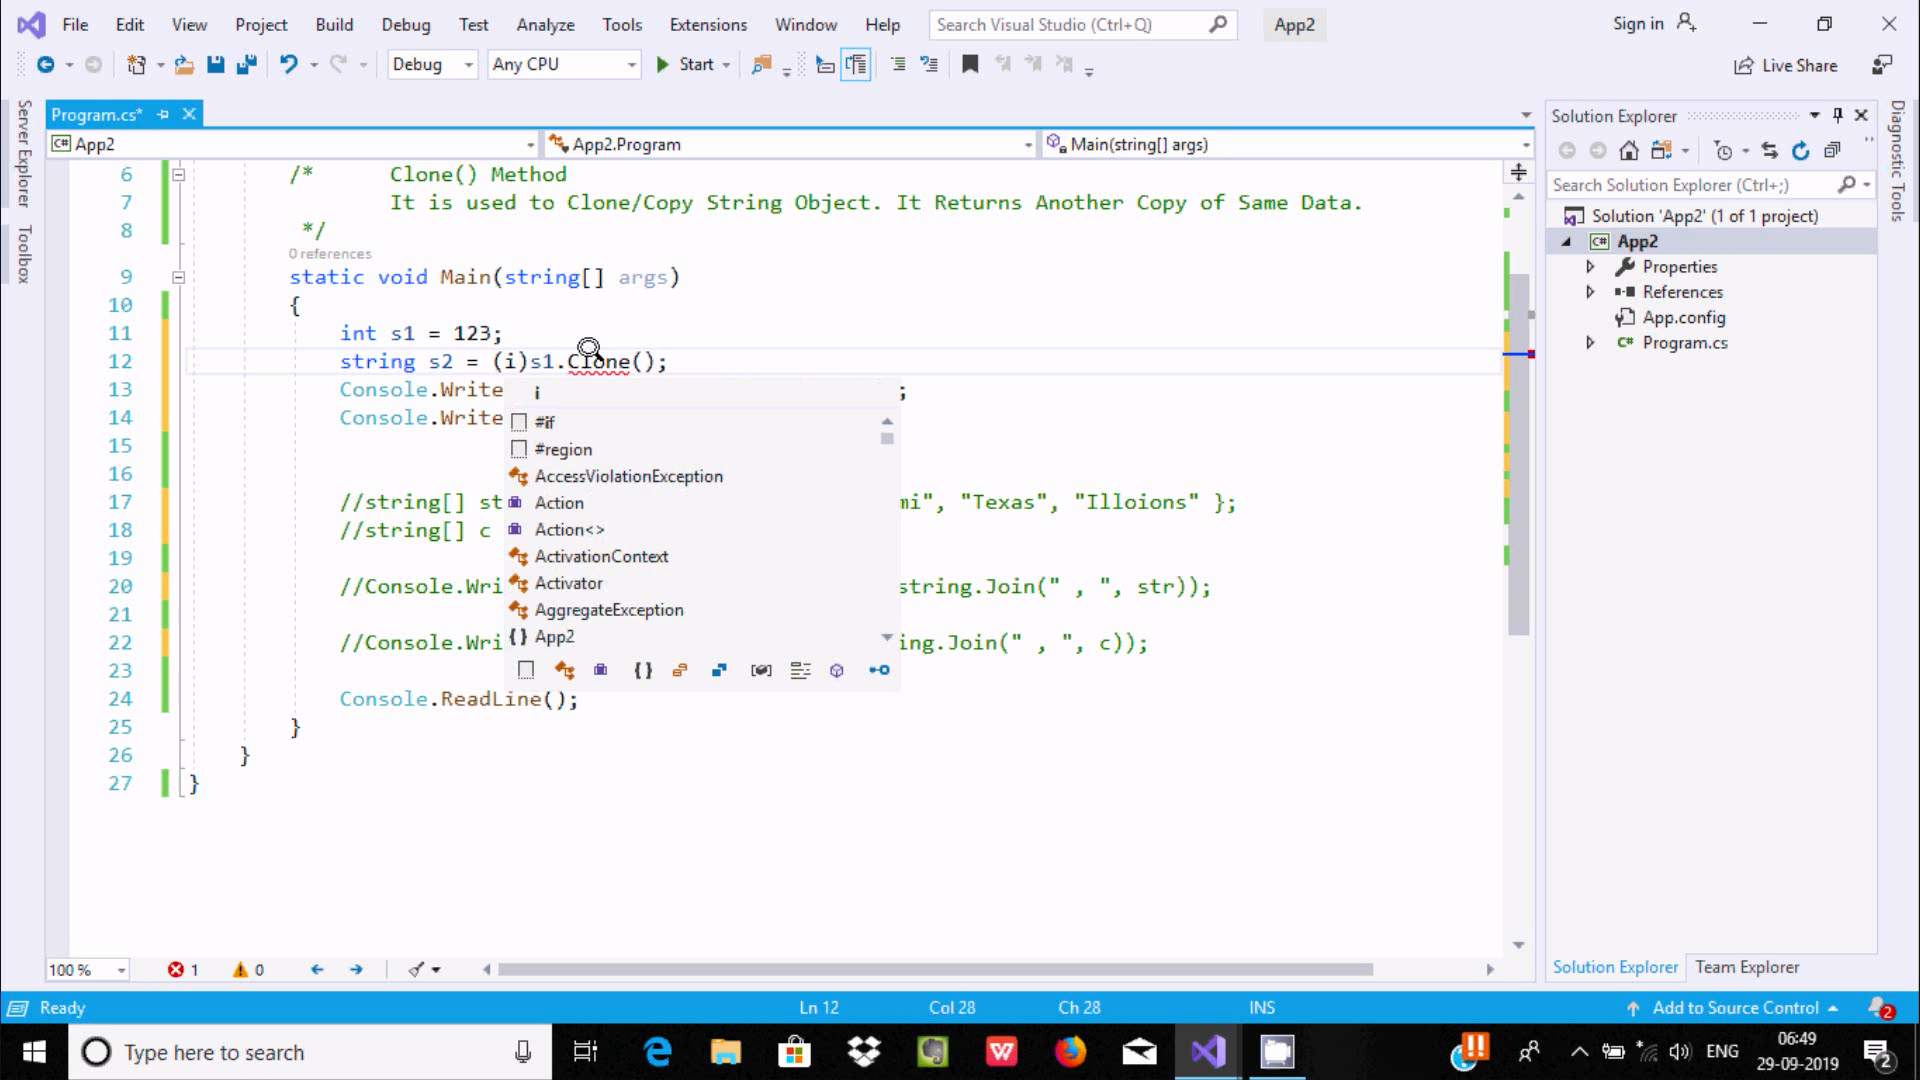 File Edit View Project Build Debug Test Analyze Tools Extensions Window Help Search Visual Studio (Ctrl+Q) App2 Sign in
Debug Any CPU Start Live Share
Server Explorer
Toolbox
Program.cs*
App2 App2.Program Main(string[] args)
6 /* Clone() Method
7 It is used to Clone/Copy String Object. It Returns Another Copy of Same Data.
8 */
0 references
9 static void Main(string[] args)
10 {
11 int s1 = 123;
12 string s2 = (i)s1.Clone();
13 Console.Write ;
14 Console.Write
15
16
17 //string[] st mi", "Texas", "Illoions" };
18 //string[] c
19
20 //Console.Wri string.Join(" , ", str));
21
22 //Console.Wri ing.Join(" , ", c));
23
24 Console.ReadLine();
25 }
26 }
27 }
i
#if
#region
AccessViolationException
Action
Action<>
ActivationContext
Activator
AggregateException
{} App2
{}
Solution Explorer
Search Solution Explorer (Ctrl+;)
Solution 'App2' (1 of 1 project)
C# App2
Properties
References
App.config
C# Program.cs
Solution Explorer Team Explorer
Diagnostic Tools
100 % 1 0
Ready Ln 12 Col 28 Ch 28 INS Add to Source Control 2
Type here to search ENG 06:49
29-09-2019 2